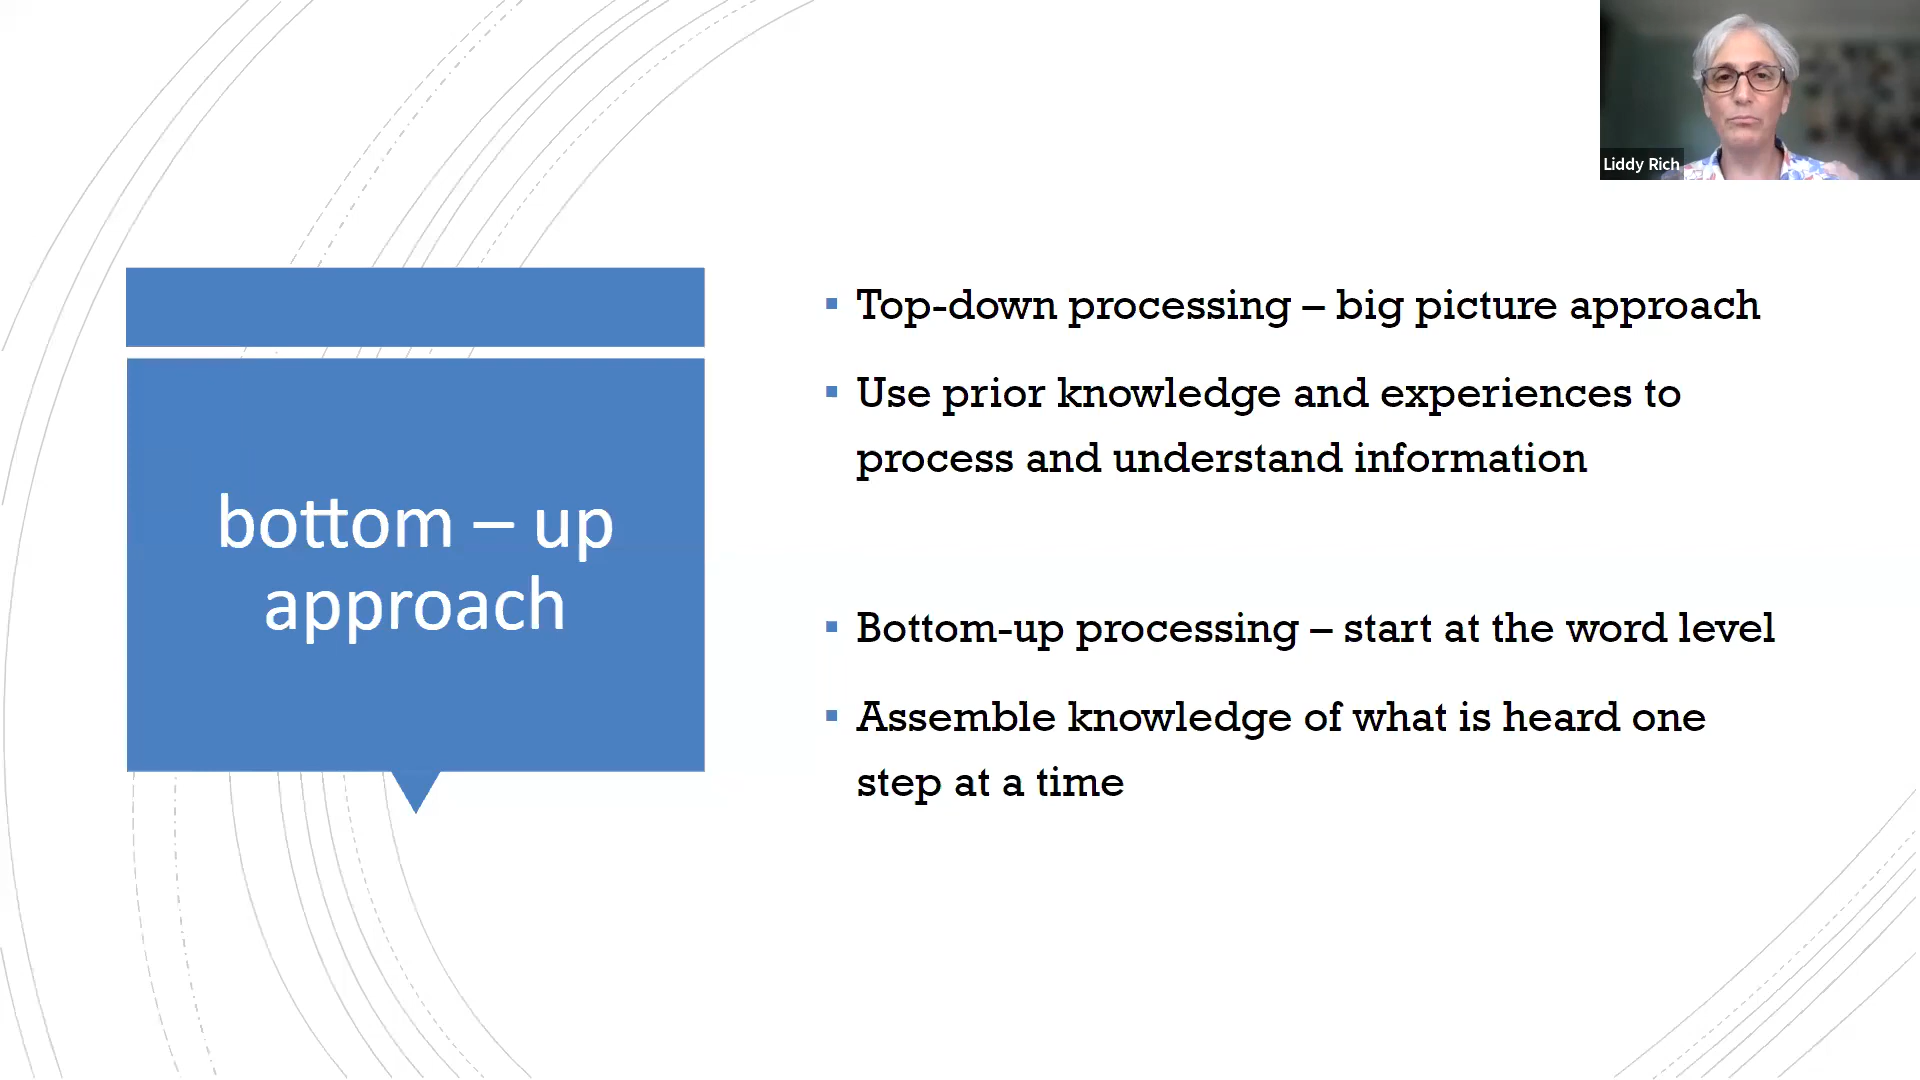 Liddy Rich
bottom – up
approach
Top-down processing – big picture approach
Use prior knowledge and experiences to
process and understand information
Bottom-up processing – start at the word level
Assemble knowledge of what is heard one
step at a time